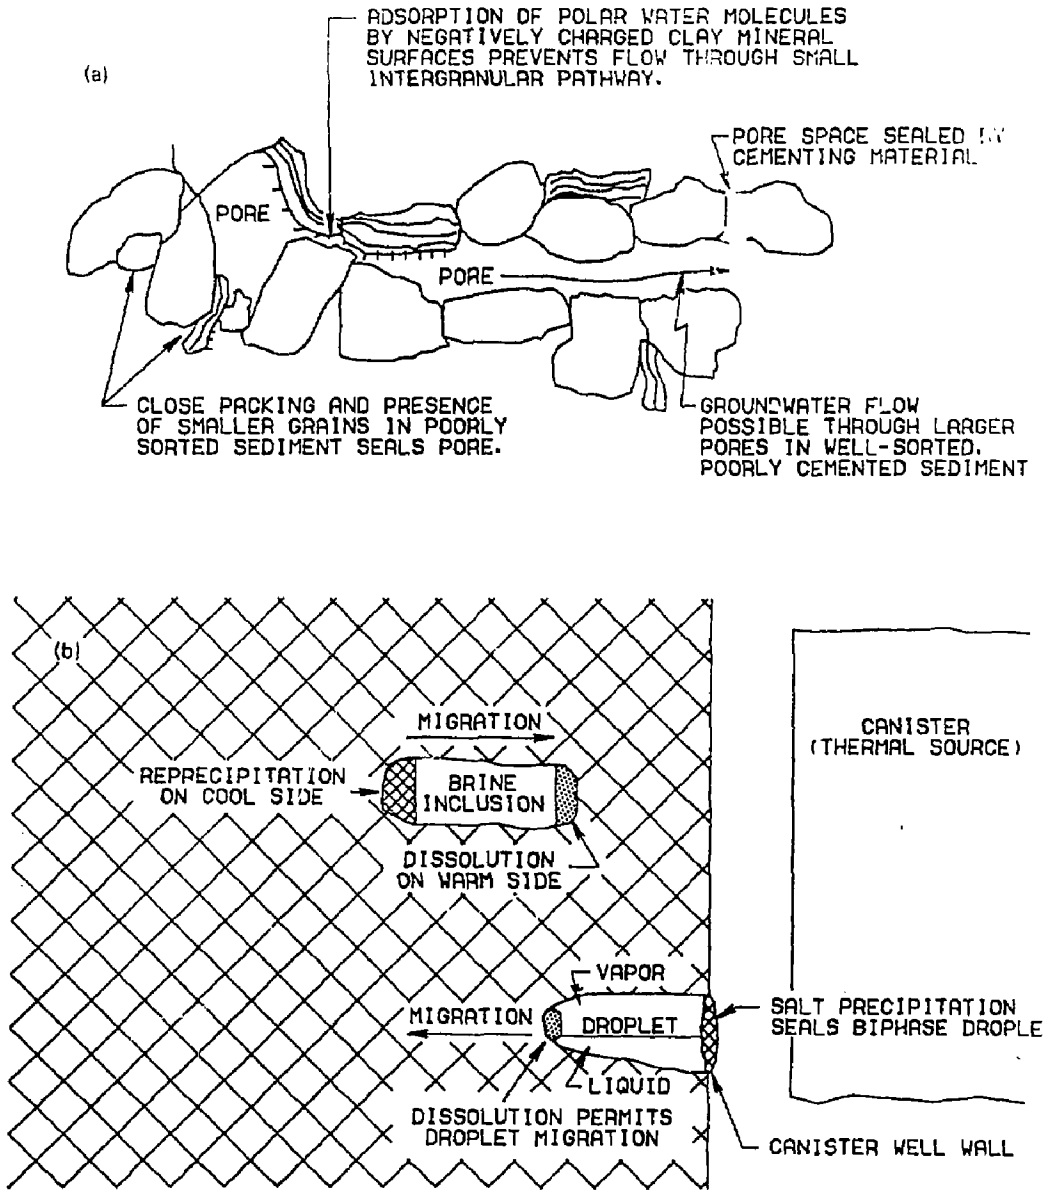 (a)
ADSORPTION OF POLAR WATER MOLECULES
BY NEGATIVELY CHARGED CLAY MINERAL
SURFACES PREVENTS FLOW THROUGH SMALL
INTERGRANULAR PATHWAY.
PORE SPACE SEALED BY
CEMENTING MATERIAL
PORE
PORE
CLOSE PACKING AND PRESENCE
OF SMALLER GRAINS IN POORLY
SORTED SEDIMENT SEALS PORE.
GROUNDWATER FLOW
POSSIBLE THROUGH LARGER
PORES IN WELL-SORTED.
POORLY CEMENTED SEDIMENT
(b)
MIGRATION
CANISTER
(THERMAL SOURCE)
REPRECIPITATION
ON COOL SIDE
BRINE
INCLUSION
DISSOLUTION
ON WARM SIDE
VAPOR
MIGRATION
DROPLET
SALT PRECIPITATION
SEALS BIPHASE DROPLE
LIQUID
DISSOLUTION PERMITS
DROPLET MIGRATION
CANISTER WELL WALL